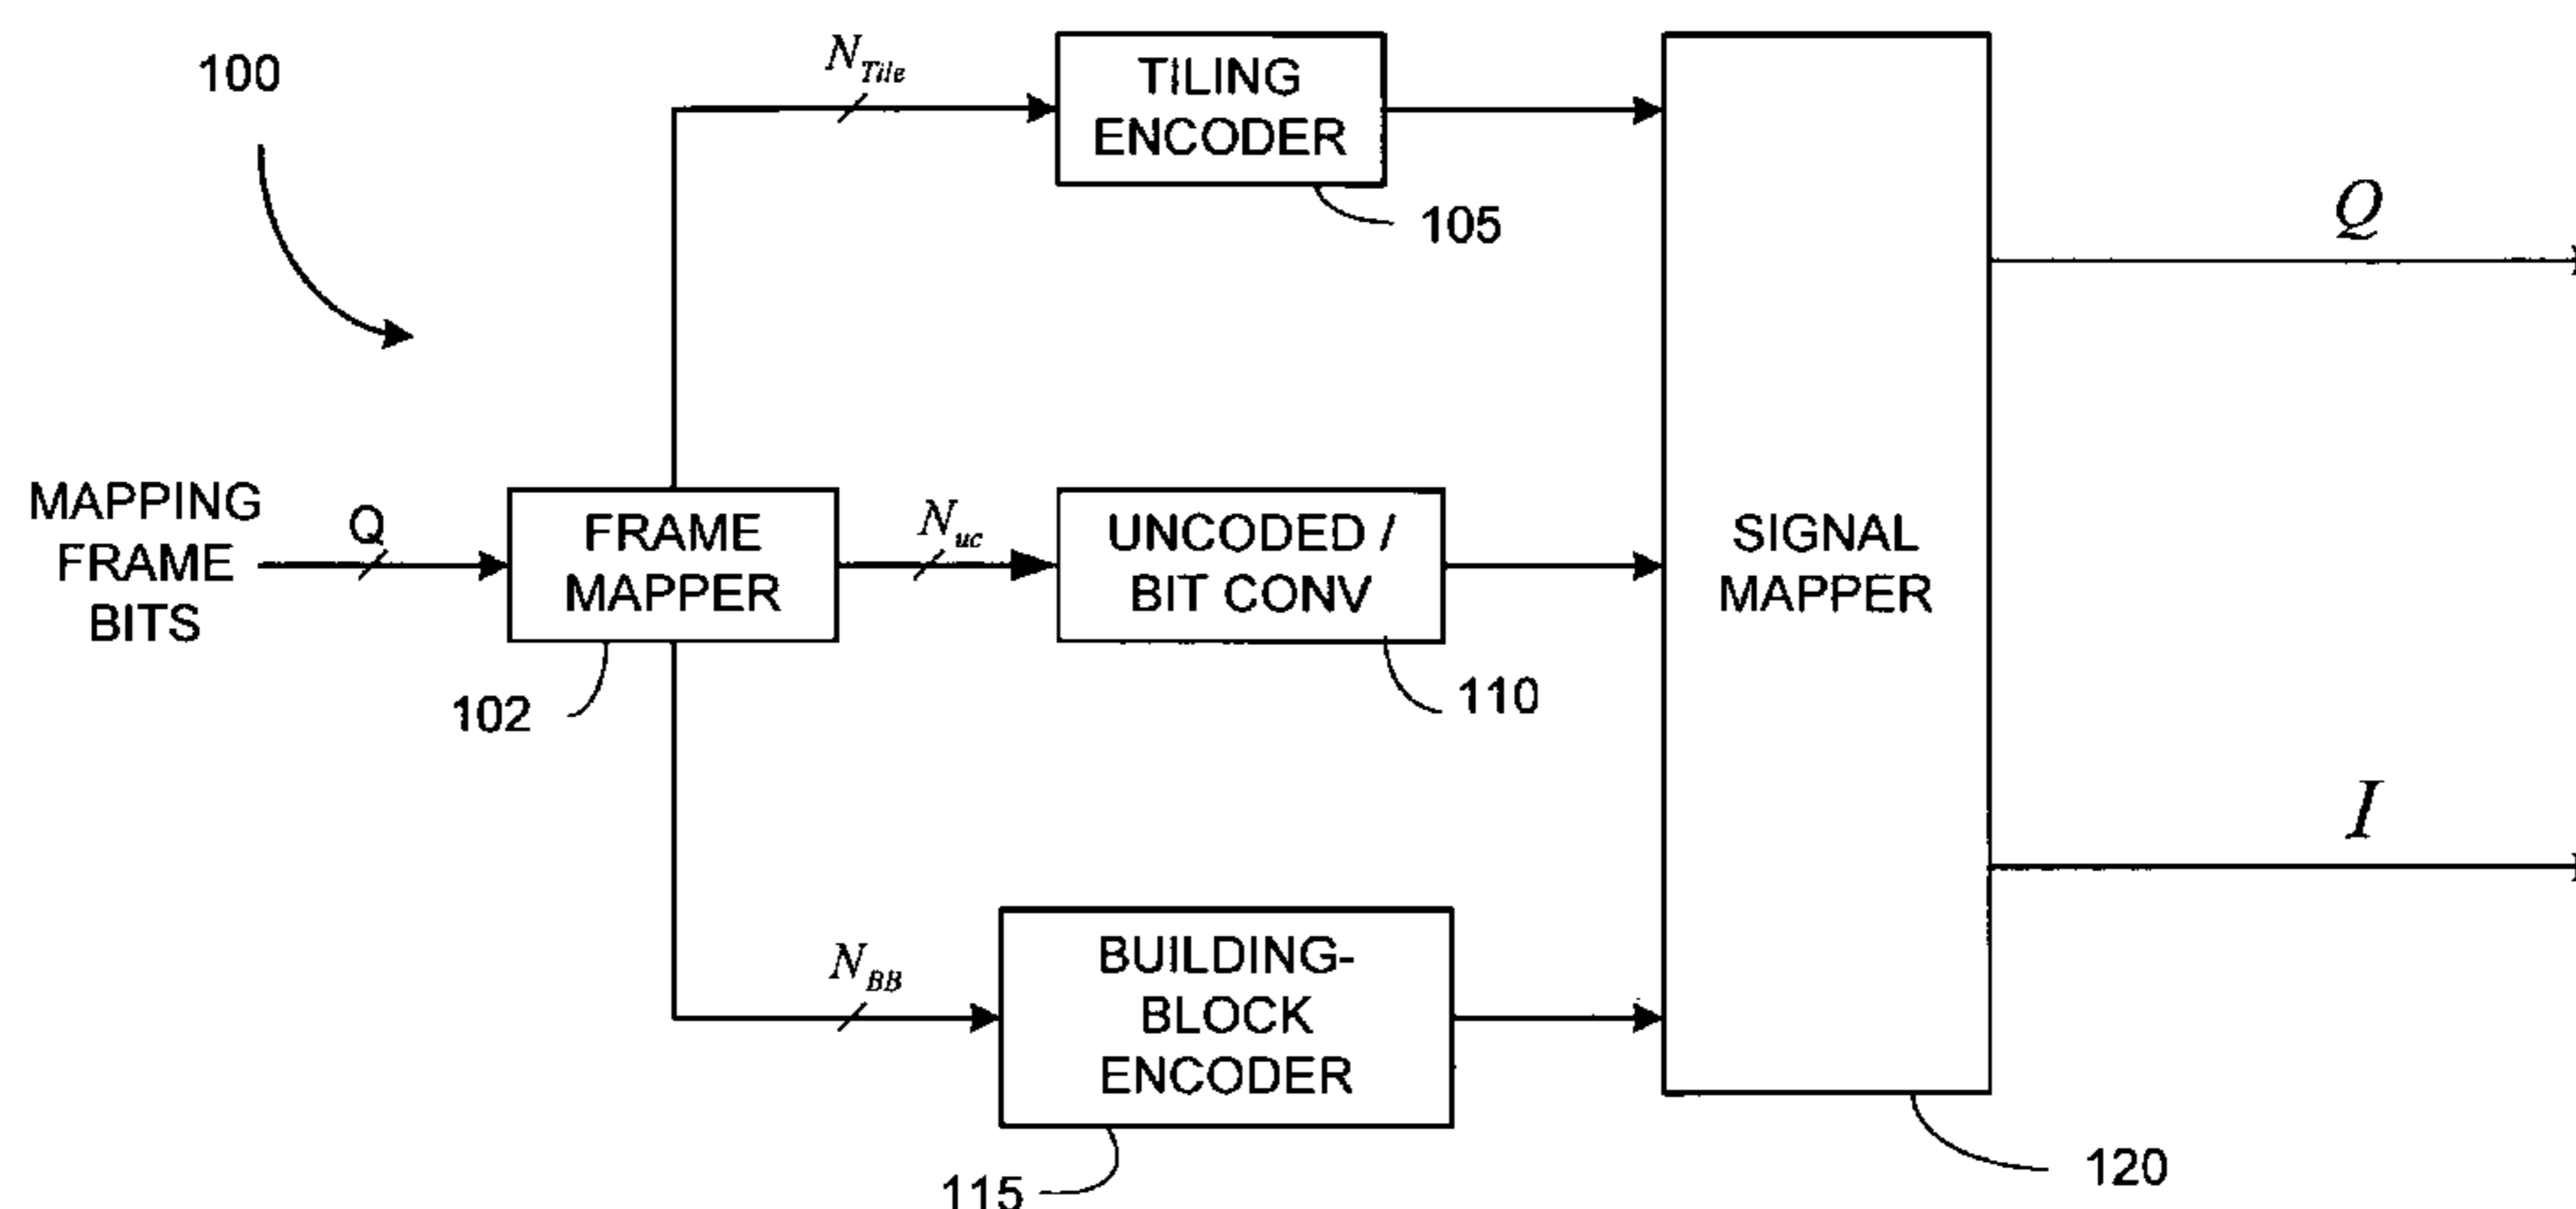 100
N_Tile
TILING
ENCODER
105
Q
MAPPING
FRAME
BITS
Q
FRAME
MAPPER
102
N_uc
UNCODED /
BIT CONV
110
SIGNAL
MAPPER
I
N_BB
BUILDING-
BLOCK
ENCODER
115
120